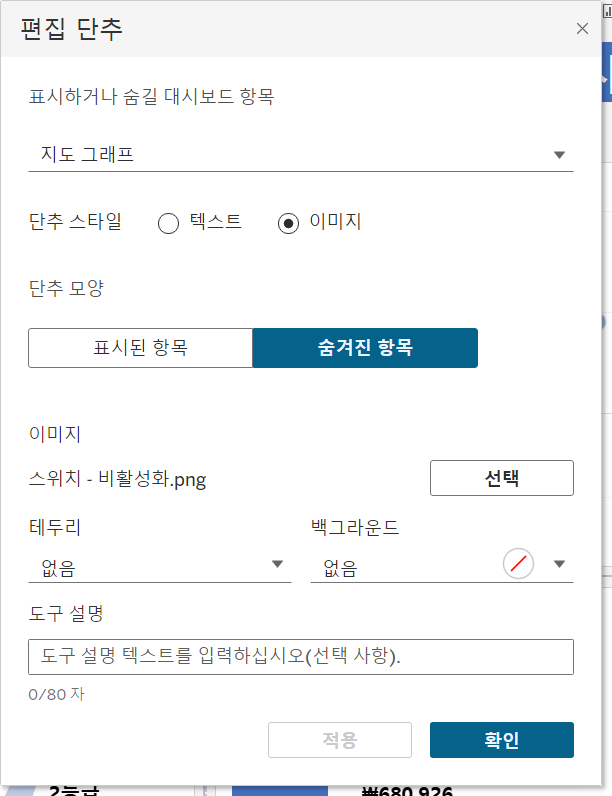 편집 단추
표시하거나 숨길 대시보드 항목
지도 그래프
단추 스타일 텍스트 이미지
단추 모양
표시된 항목 숨겨진 항목
이미지
스위치 - 비활성화.png 선택
테두리 백그라운드
없음 없음
도구 설명
도구 설명 텍스트를 입력하십시오(선택 사항).
0/80 자
적용 확인
2등급 ₩680,926